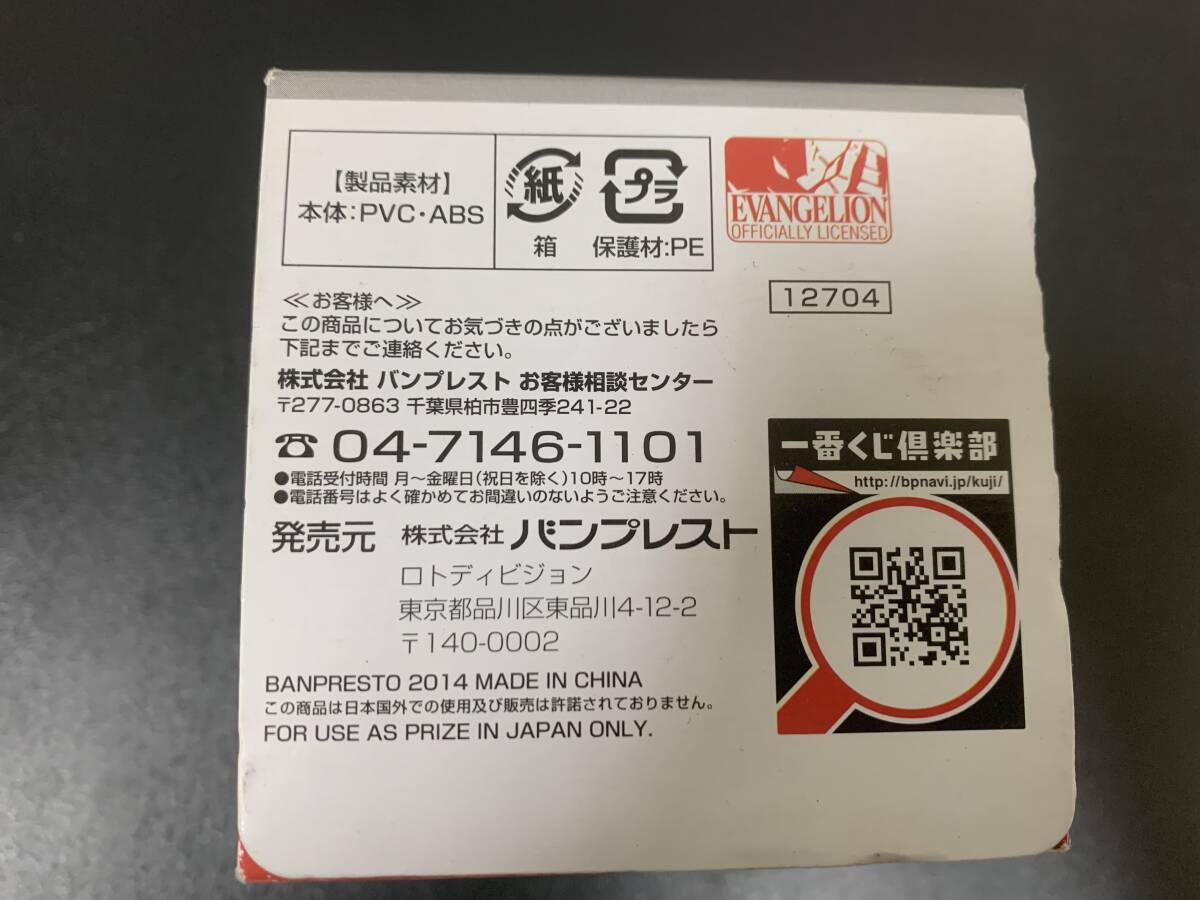 【製品素材】
本体:PVC・ABS
紙
箱
プラ
保護材:PE
EVANGELION
OFFICIALLY LICENSED
12704
≪お客様へ≫
この商品についてお気づきの点がございましたら
下記までご連絡ください。
株式会社 バンプレスト お客様相談センター
〒277-0863 千葉県柏市豊四季241-22
☎ 04-7146-1101
●電話受付時間 月〜金曜日(祝日を除く)10時〜17時
●電話番号はよく確かめてお間違いのないようご注意ください。
発売元 株式会社 バンプレスト
ロトディビジョン
東京都品川区東品川4-12-2
〒140-0002
BANPRESTO 2014 MADE IN CHINA
この商品は日本国外での使用及び販売は許諾されておりません。
FOR USE AS PRIZE IN JAPAN ONLY.
一番くじ倶楽部
http://bpnavi.jp/kuji/